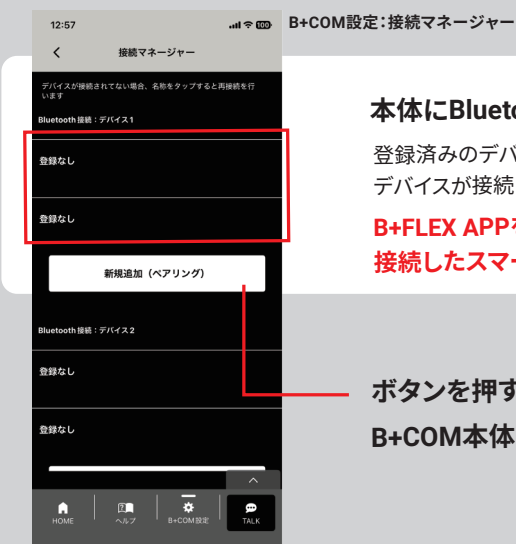 12:57
100
B+COM設定：接続マネージャー
接続マネージャー
デバイスが接続されてない場合、名称をタップすると再接続を行
います
Bluetooth 接続：デバイス1
登録なし
登録なし
新規追加（ペアリング）
Bluetooth 接続：デバイス2
登録なし
登録なし
HOME
ヘルプ
B+COM 設定
TALK
本体にBluet
登録済みのデバ
デバイスが接続
B+FLEX APP
接続したスマー
ボタンを押す
B+COM本体